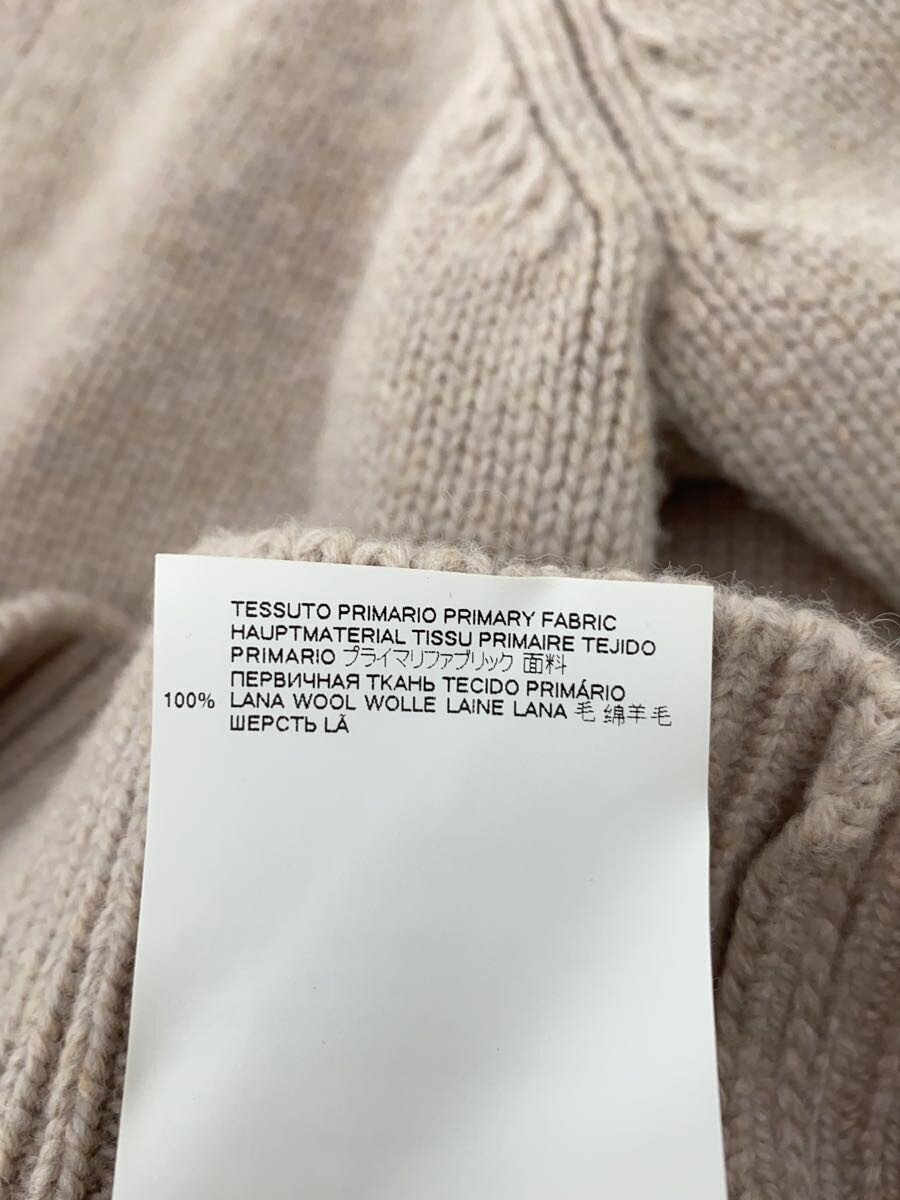 TESSUTO PRIMARIO PRIMARY FABRIC
HAUPTMATERIAL TISSU PRIMAIRE TEJIDO
PRIMARIO プライマリファブリック 面料
ПЕРВИЧНАЯ ТКАНЬ TECIDO PRIMÁRIO
100% LANA WOOL WOLLE LAINE LANA 毛 绵羊毛
ШЕРСТЬ LÃ